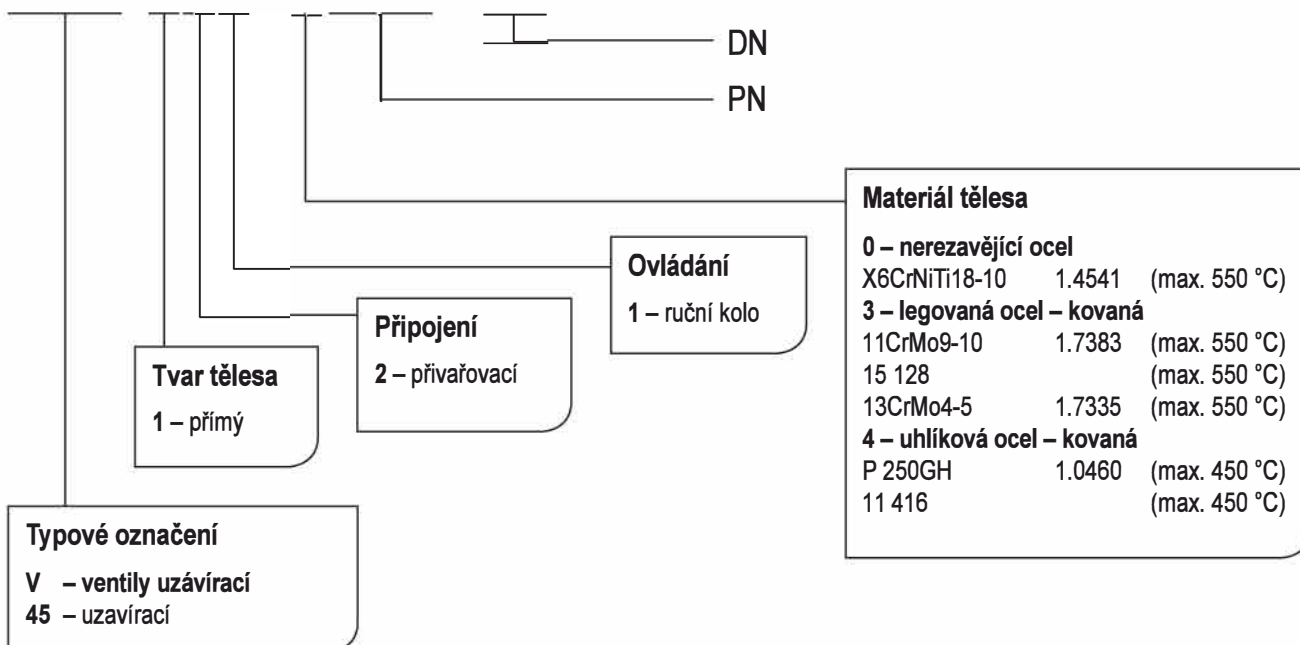 DN
PN
Materiál tělesa
0 – nerezavějící ocel
X6CrNiTi18-10 1.4541 (max. 550 °C)
3 – legovaná ocel – kovaná
11CrMo9-10 1.7383 (max. 550 °C)
15 128 (max. 550 °C)
13CrMo4-5 1.7335 (max. 550 °C)
4 – uhlíková ocel – kovaná
P 250GH 1.0460 (max. 450 °C)
11 416 (max. 450 °C)
Ovládání
1 – ruční kolo
Připojení
2 – přivařovací
Tvar tělesa
1 – přímý
Typové označení
V – ventily uzávírací
45 – uzavírací